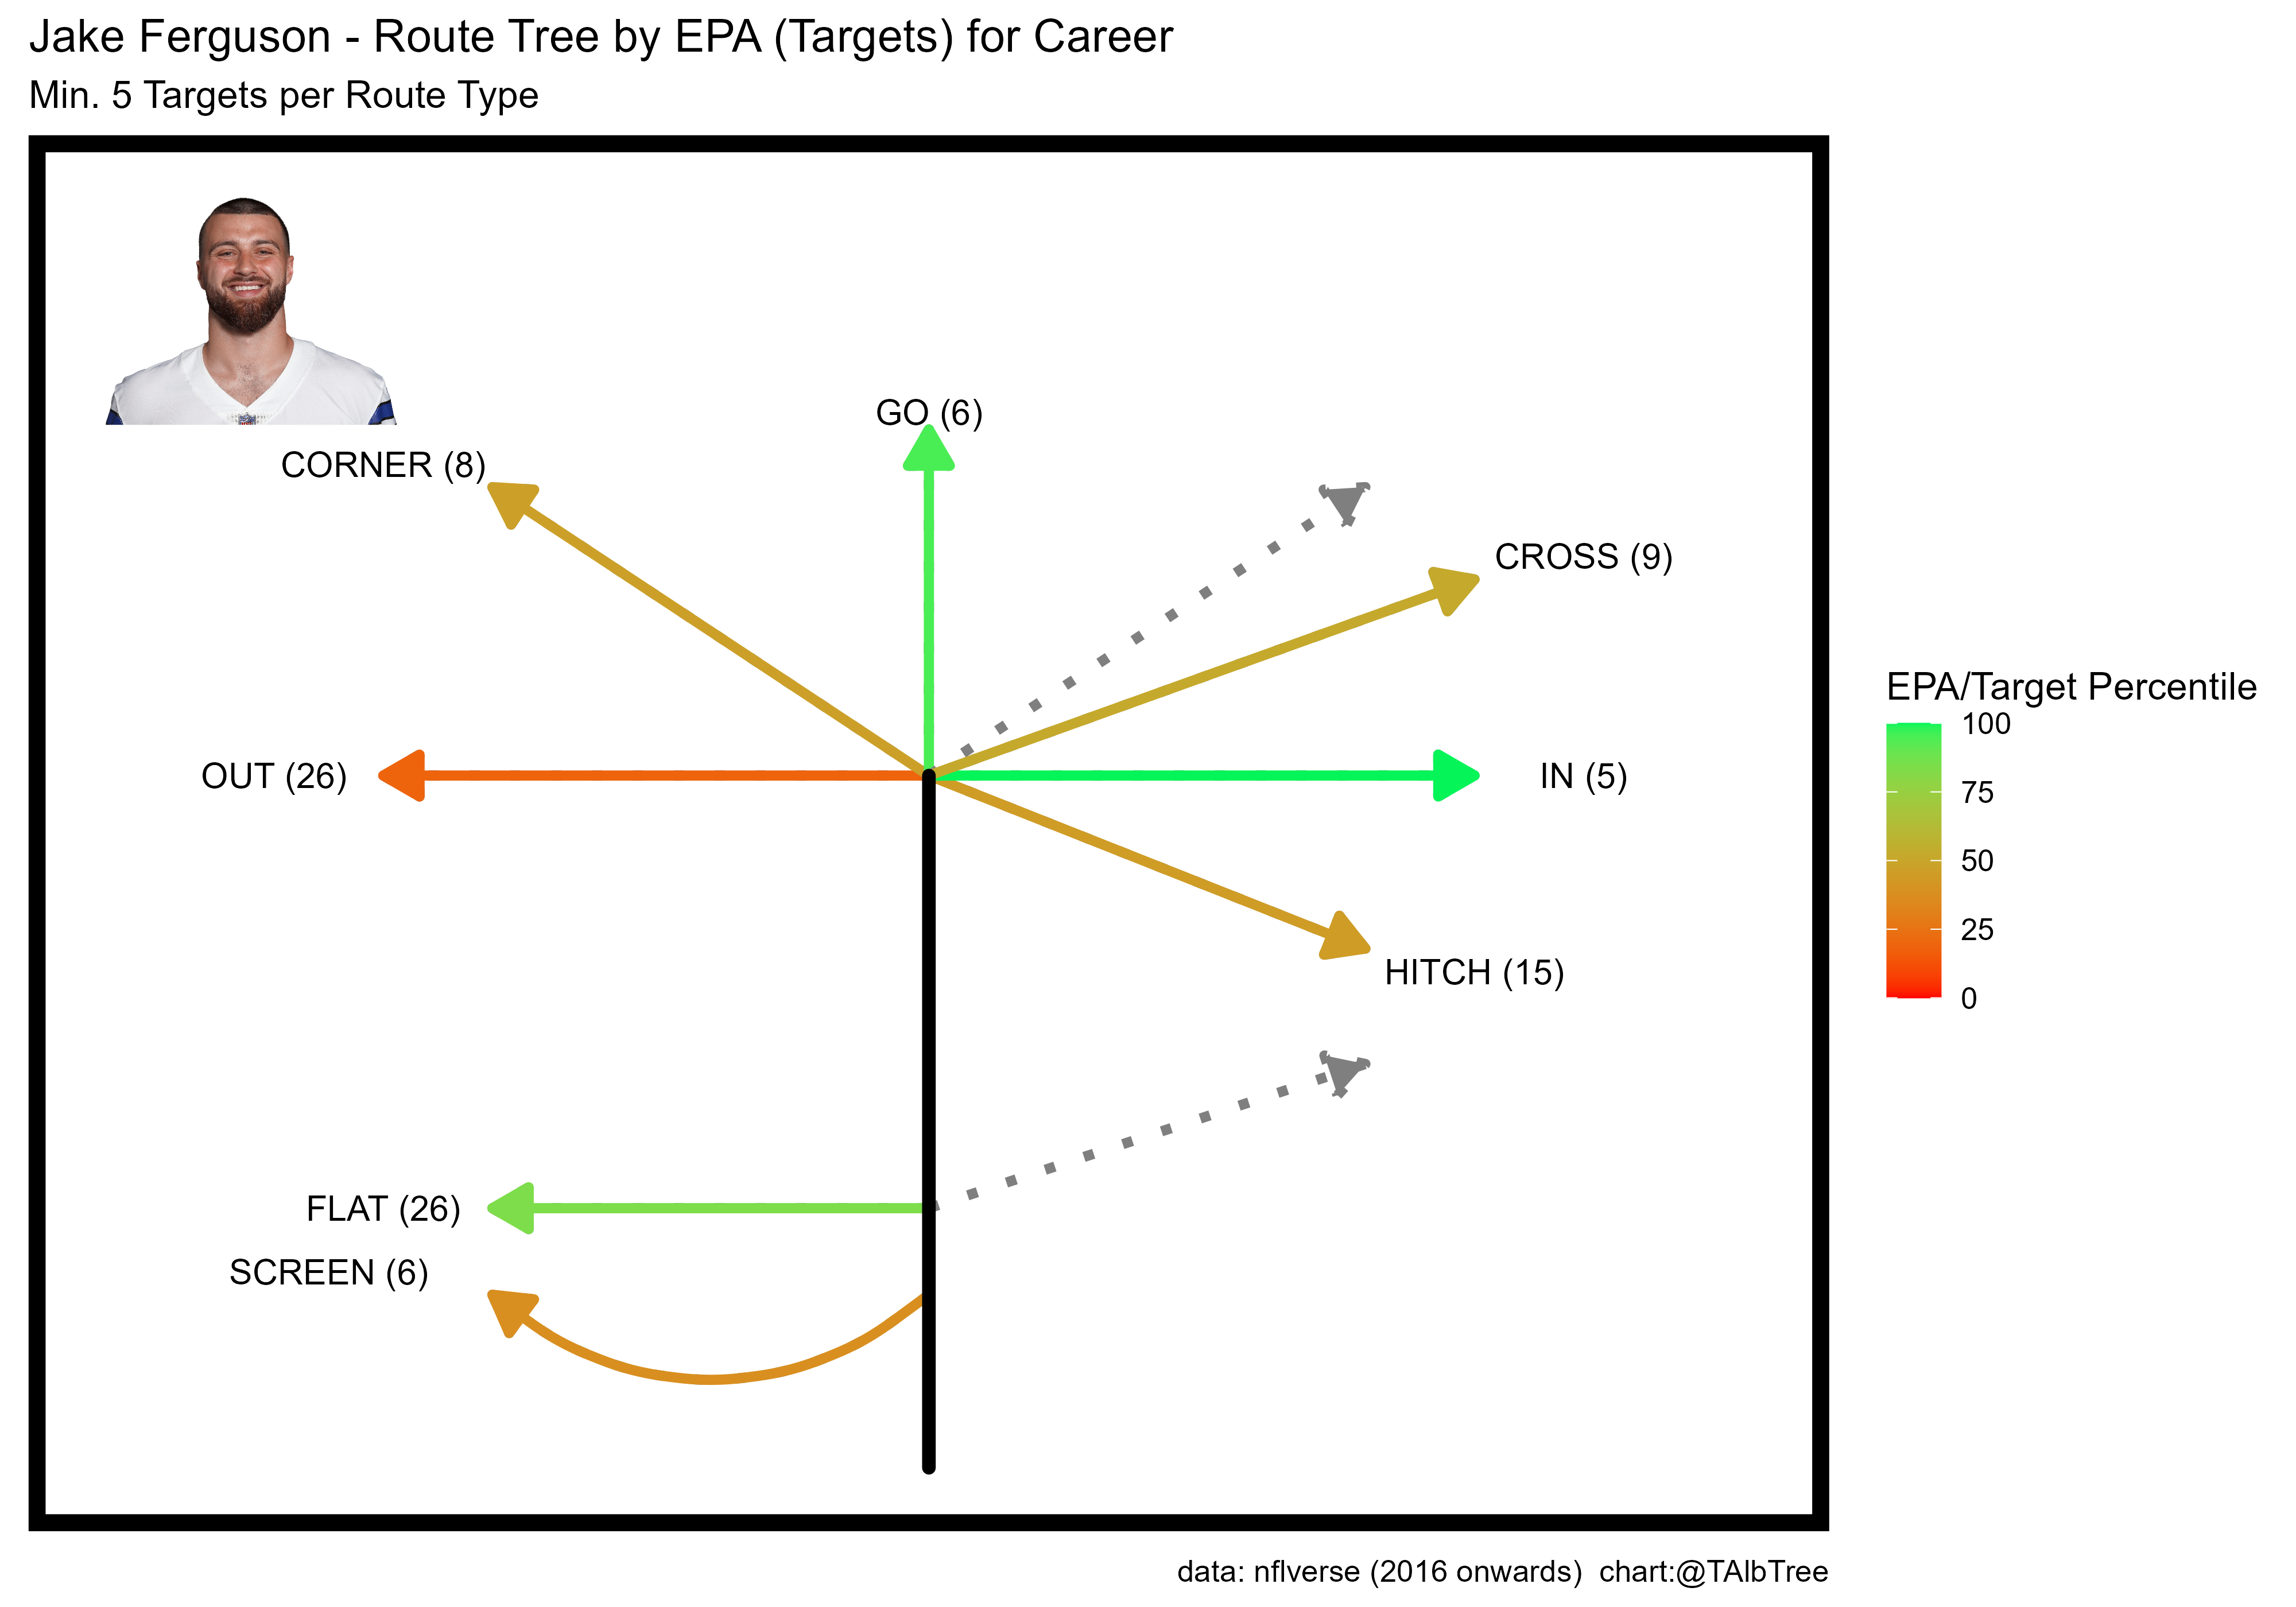 Jake Ferguson - Route Tree by EPA (Targets) for Career
Min. 5 Targets per Route Type
GO (6)
CORNER (8)
CROSS (9)
OUT (26)
IN (5)
HITCH (15)
FLAT (26)
SCREEN (6)
EPA/Target Percentile
100
75
50
25
0
data: nflverse (2016 onwards)  chart:@TAlbTree